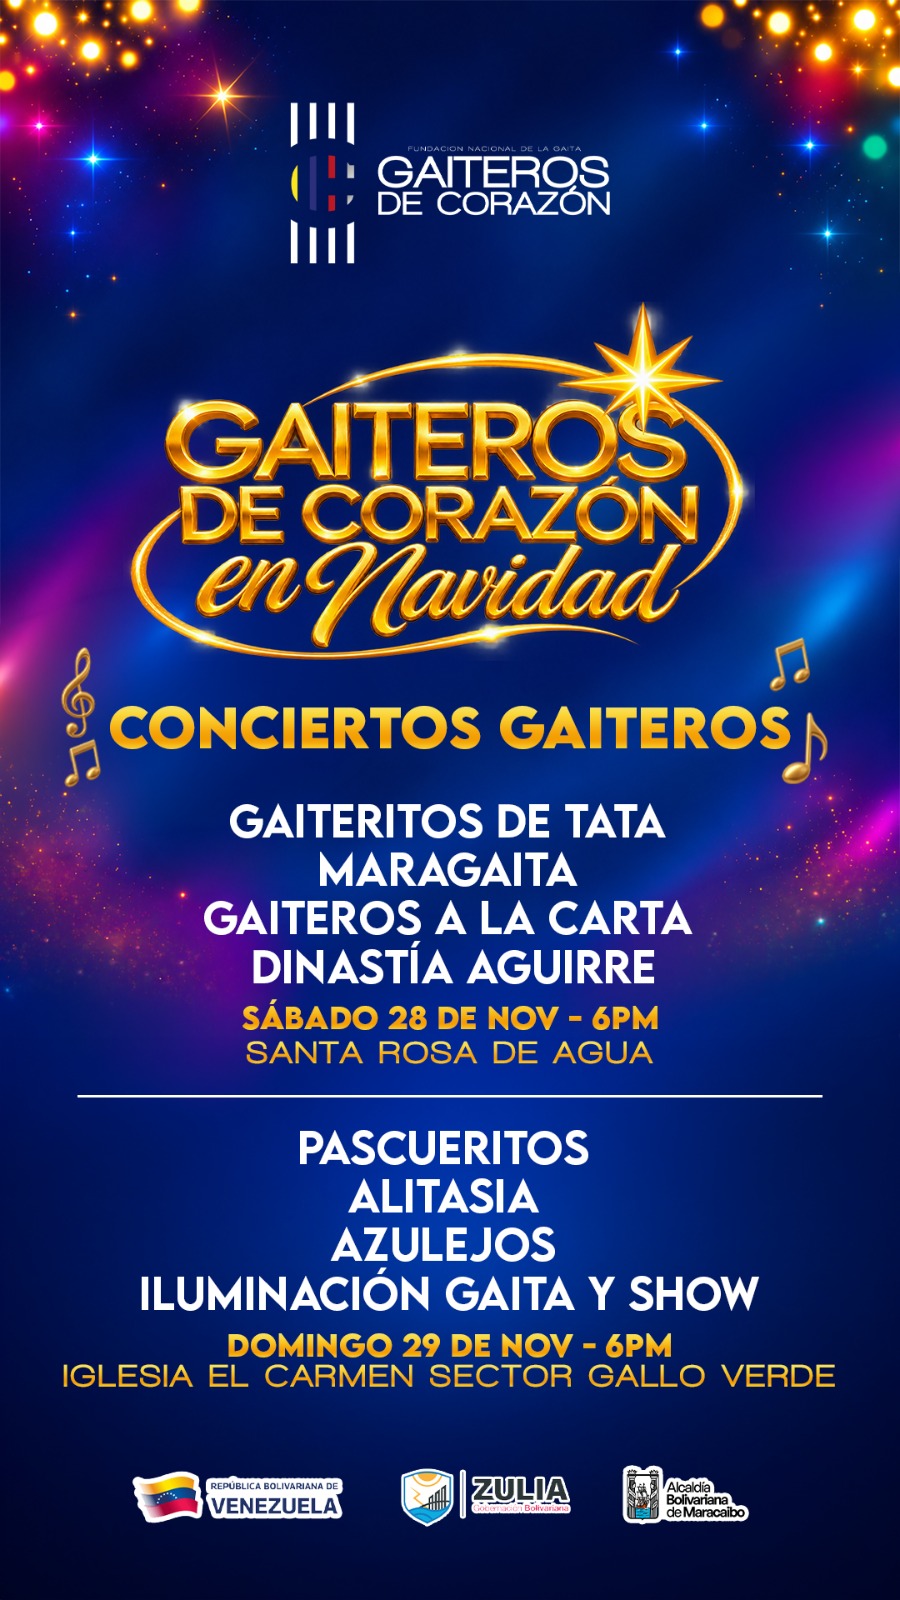 FUNDACION NACIONAL DE LA GAITA
GAITEROS
DE CORAZÓN
GAITEROS
DE CORAZÓN
en Navidad
CONCIERTOS GAITEROS
GAITERITOS DE TATA
MARAGAITA
GAITEROS A LA CARTA
DINASTÍA AGUIRRE
SÁBADO 28 DE NOV - 6PM
SANTA ROSA DE AGUA
PASCUERITOS
ALITASIA
AZULEJOS
ILUMINACIÓN GAITA Y SHOW
DOMINGO 29 DE NOV - 6PM
IGLESIA EL CARMEN SECTOR GALLO VERDE
REPÚBLICA BOLIVARIANA DE
VENEZUELA
ZULIA
Gobernación Bolivariana
Alcaldía
Bolivariana
de Maracaibo